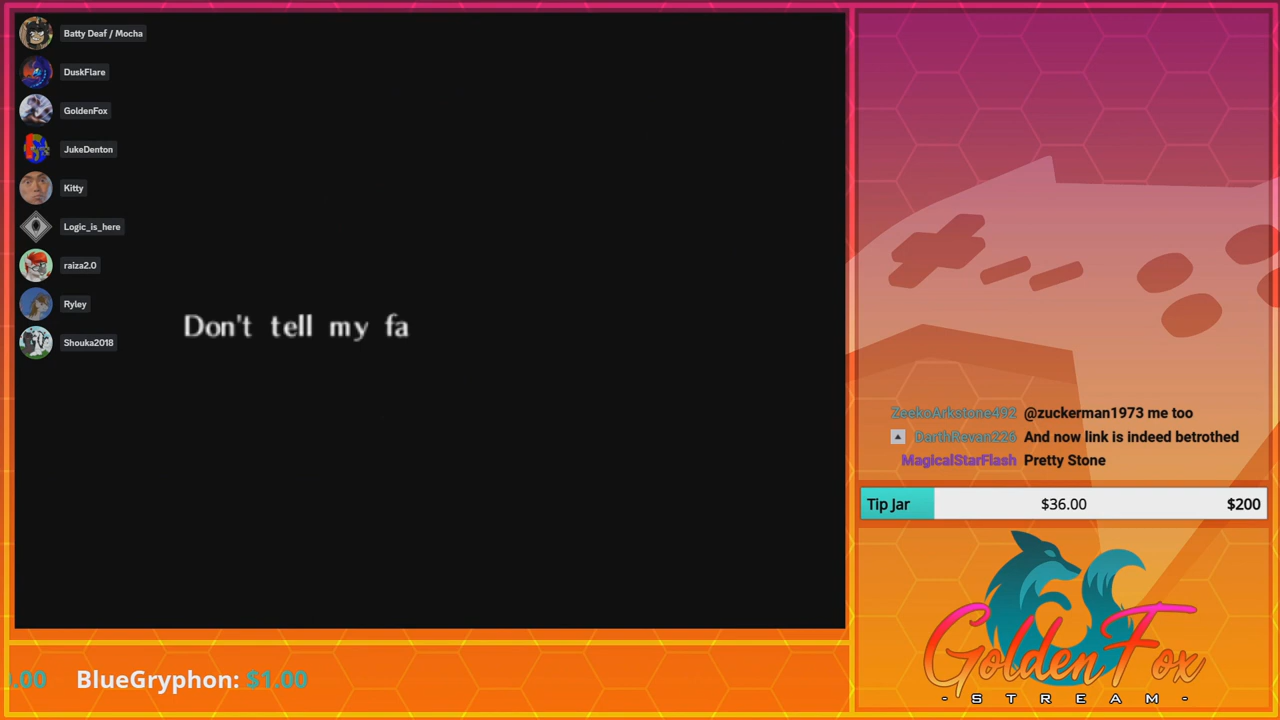 Batty Deaf / Mocha
DuskFlare
GoldenFox
JukeDenton
Kitty
Logic_is_here
raiza2.0
Ryley
Shouka2018
Don't tell my fa
ZeekoArkstone492 @zuckerman1973 me too
DarthRevan226 And now link is indeed betrothed
MagicalStarFlash Pretty Stone
Tip Jar $36.00 $200
.00 BlueGryphon: $1.00
GoldenFox
- STREAM -